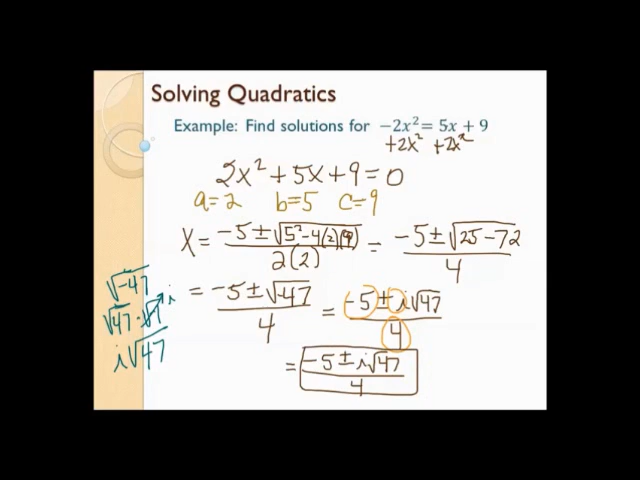 Solving Quadratics
Example: Find solutions for −2x² = 5x + 9
+2x² +2x²
2x² + 5x + 9 = 0
a=2 b=5 c=9
x = (−5 ± √(5²−4(2)(9))) / 2(2) = (−5 ± √(25−72)) / 4
= (−5 ± √−47) / 4 = (−5 ± i√47) / 4
= (−5 ± i√47) / 4
√−47
√47 · √−1 i
i√47